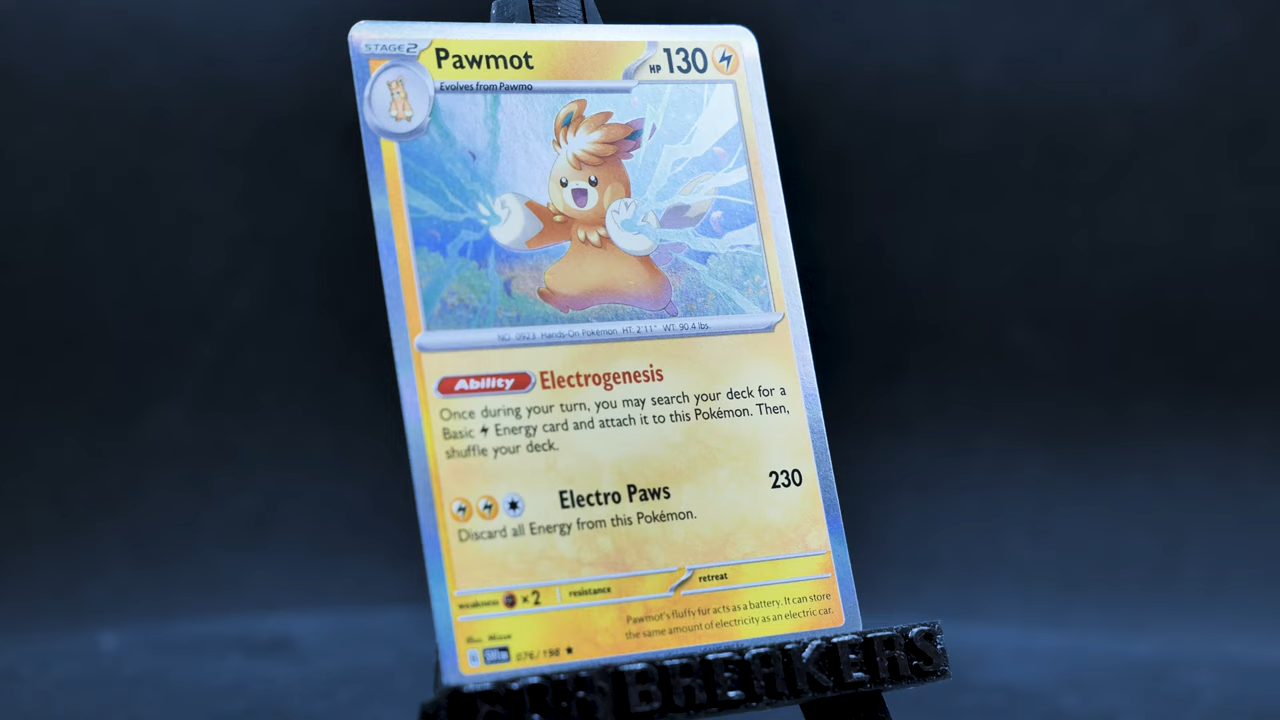 STAGE2
Pawmot
HP 130
Evolves from Pawmo
NO. 0923 Hands-On Pokémon HT: 2'11" WT: 90.4 lbs.
Ability Electrogenesis
Once during your turn, you may search your deck for a
Basic Energy card and attach it to this Pokémon. Then,
shuffle your deck.
Electro Paws 230
Discard all Energy from this Pokémon.
weakness ×2 resistance
retreat
Pawmot's fluffy fur acts as a battery. It can store
the same amount of electricity as an electric car.
076/198
BREAKERS